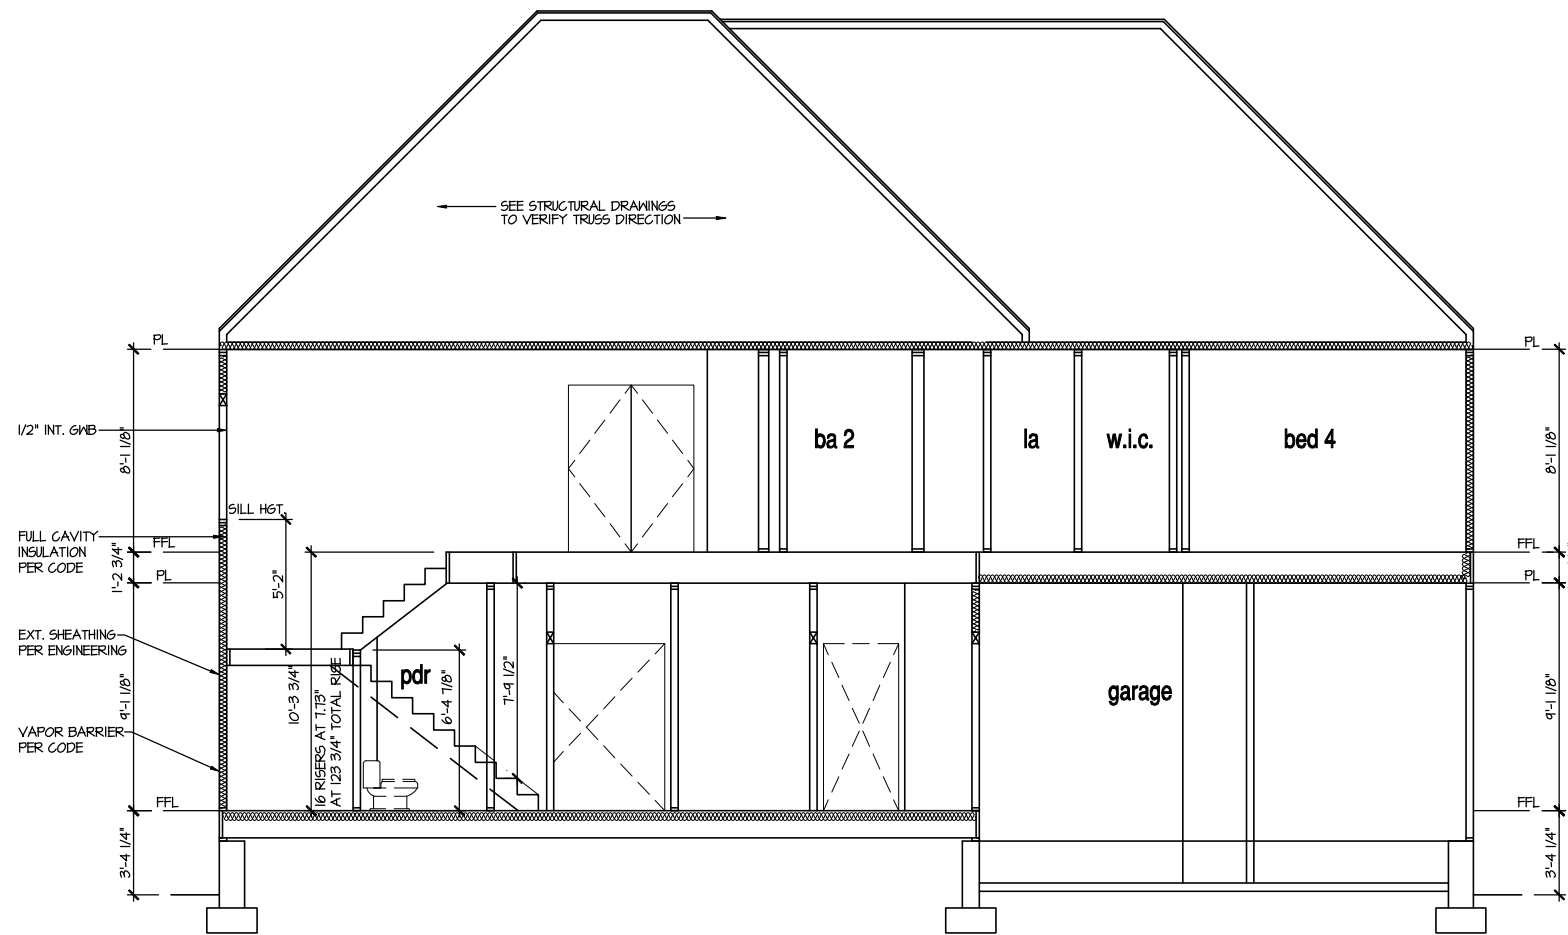 SEE STRUCTURAL DRAWINGS
TO VERIFY TRUSS DIRECTION
PL
PL
1/2" INT. GWB
8'-1 1/8"
ba 2
la
w.i.c.
bed 4
8'-1 1/8"
SILL HGT.
FULL CAVITY
INSULATION
PER CODE
FFL
FFL
1'-2 3/4"
PL
PL
5'-2"
EXT. SHEATHING
PER ENGINEERING
9'-1 1/8"
10'-3 3/4"
16 RISERS AT 7.73"
AT 123 3/4" TOTAL RISE
pdr
6'-4 7/8"
7'-9 1/2"
garage
9'-1 1/8"
VAPOR BARRIER
PER CODE
FFL
FFL
3'-4 1/4"
3'-4 1/4"